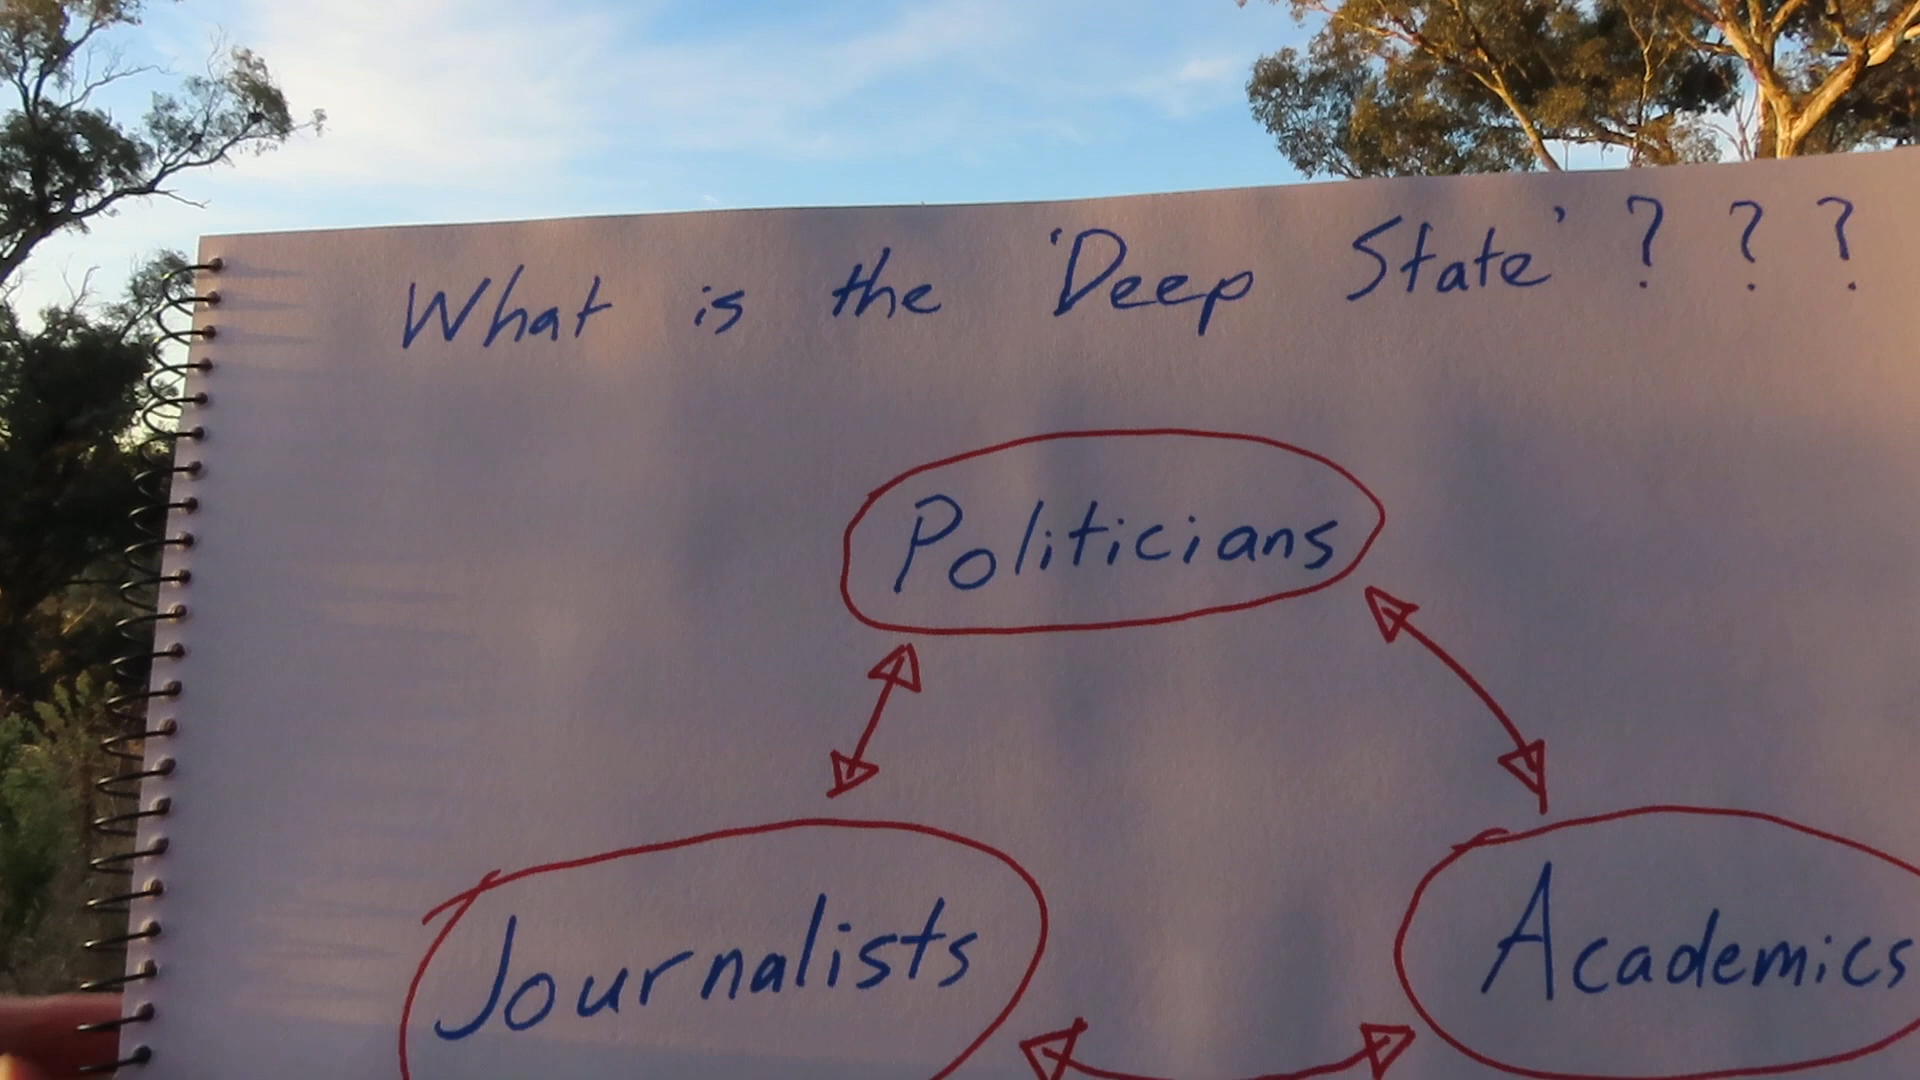 What is the 'Deep State' ? ? ?
Politicians
Journalists
Academics